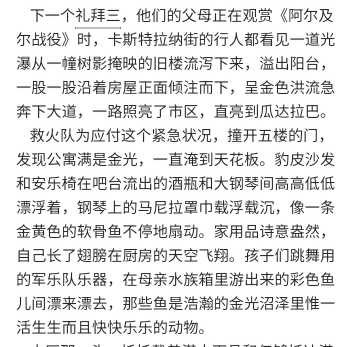 下一个礼拜三，他们的父母正在观赏《阿尔及
尔战役》时，卡斯特拉纳街的行人都看见一道光
瀑从一幢树影掩映的旧楼流泻下来，溢出阳台，
一股一股沿着房屋正面倾注而下，呈金色洪流急
奔下大道，一路照亮了市区，直亮到瓜达拉巴。
救火队为应付这个紧急状况，撞开五楼的门，
发现公寓满是金光，一直淹到天花板。豹皮沙发
和安乐椅在吧台流出的酒瓶和大钢琴间高高低低
漂浮着，钢琴上的马尼拉罩巾载浮载沉，像一条
金黄色的软骨鱼不停地扇动。家用品诗意盎然，
自己长了翅膀在厨房的天空飞翔。孩子们跳舞用
的军乐队乐器，在母亲水族箱里游出来的彩色鱼
儿间漂来漂去，那些鱼是浩瀚的金光沼泽里惟一
活生生而且快快乐乐的动物。